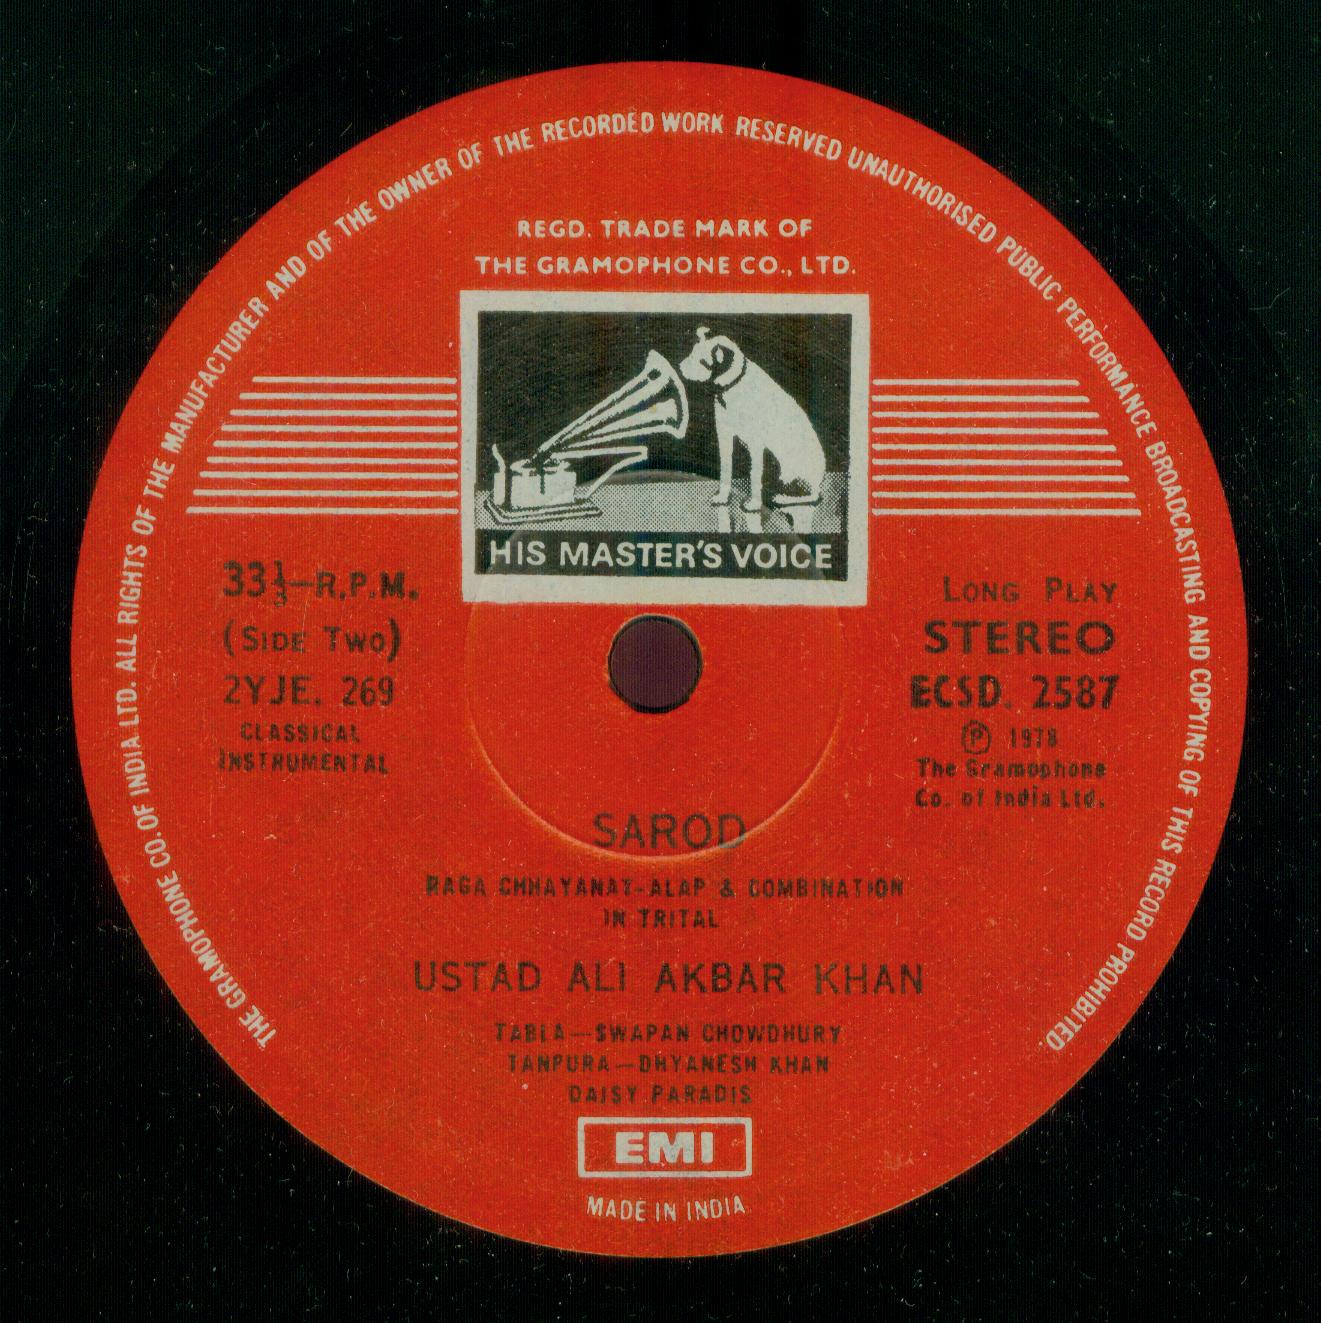 THE GRAMOPHONE CO. OF INDIA LTD. ALL RIGHTS OF THE MANUFACTURER AND OF THE OWNER OF THE RECORDED WORK RESERVED UNAUTHORISED PUBLIC PERFORMANCE BROADCASTING AND COPYING OF THIS RECORD PROHIBITED.
REGD. TRADE MARK OF
THE GRAMOPHONE CO., LTD.
HIS MASTER'S VOICE
33⅓—R.P.M.
(SIDE TWO)
2YJE. 269
CLASSICAL
INSTRUMENTAL
LONG PLAY
STEREO
ECSD. 2587
Ⓟ 1978
The Gramophone
Co. of India Ltd.
SAROD
RAGA CHHAYANAT-ALAP & COMBINATION
IN TRITAL
USTAD ALI AKBAR KHAN
TABLA—SWAPAN CHOWDHURY
TANPURA—DHYANESH KHAN
DAISY PARADIS
EMI
MADE IN INDIA